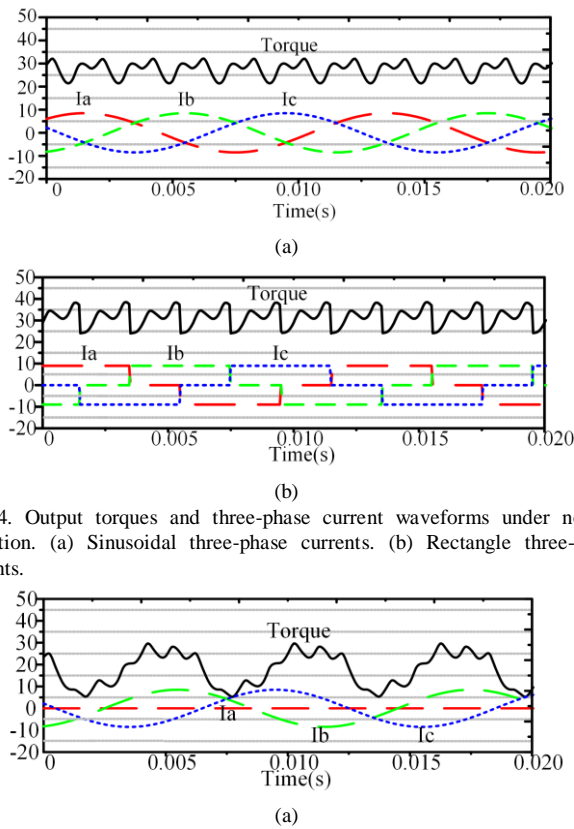 50
40
30
20
10
0
-10
-20
Torque
Ia Ib Ic
0 0.005 0.010 0.015 0.020
Time(s)
(a)
50
40
30
20
10
0
-10
-20
Torque
Ia Ib Ic
0 0.005 0.010 0.015 0.020
Time(s)
(b)
4. Output torques and three-phase current waveforms under
tion. (a) Sinusoidal three-phase currents. (b) Rectangle three-
nts.
50
40
30
20
10
0
-10
-20
Torque
Ia
Ib Ic
0 0.005 0.010 0.015 0.020
Time(s)
(a)